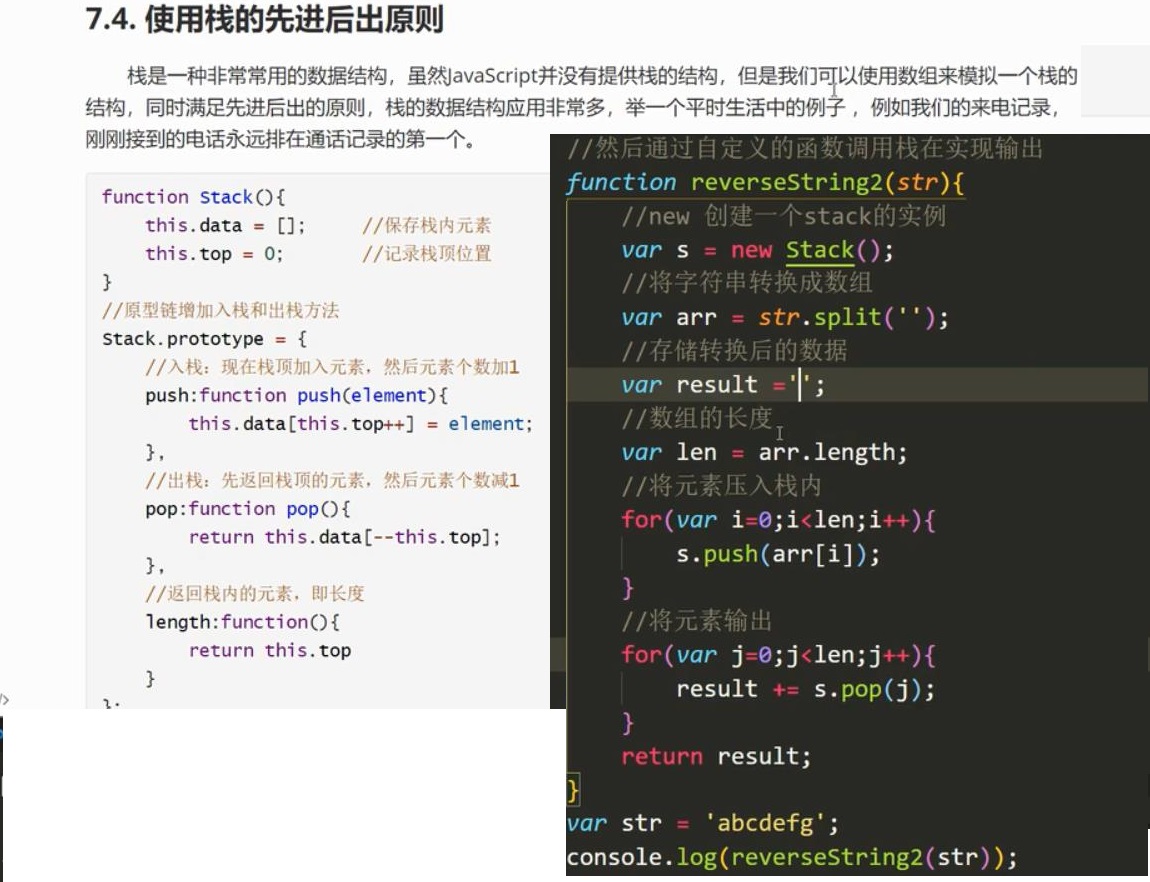 7.4. 使用栈的先进后出原则
栈是一种非常常用的数据结构，虽然JavaScript并没有提供栈的结构，但是我们可以使用数组来模拟一个栈的
结构，同时满足先进后出的原则，栈的数据结构应用非常多，举一个平时生活中的例子 ，例如我们的来电记录，
刚刚接到的电话永远排在通话记录的第一个。
function Stack(){
this.data = []; //保存栈内元素
this.top = 0; //记录栈顶位置
}
//原型链增加入栈和出栈方法
Stack.prototype = {
//入栈：现在栈顶加入元素，然后元素个数加1
push:function push(element){
this.data[this.top++] = element;
},
//出栈：先返回栈顶的元素，然后元素个数减1
pop:function pop(){
return this.data[--this.top];
},
//返回栈内的元素，即长度
length:function(){
return this.top
}
};
//然后通过自定义的函数调用栈在实现输出
function reverseString2(str){
//new 创建一个stack的实例
var s = new Stack();
//将字符串转换成数组
var arr = str.split('');
//存储转换后的数据
var result ='';
//数组的长度
var len = arr.length;
//将元素压入栈内
for(var i=0;i<len;i++){
s.push(arr[i]);
}
//将元素输出
for(var j=0;j<len;j++){
result += s.pop(j);
}
return result;
}
var str = 'abcdefg';
console.log(reverseString2(str));